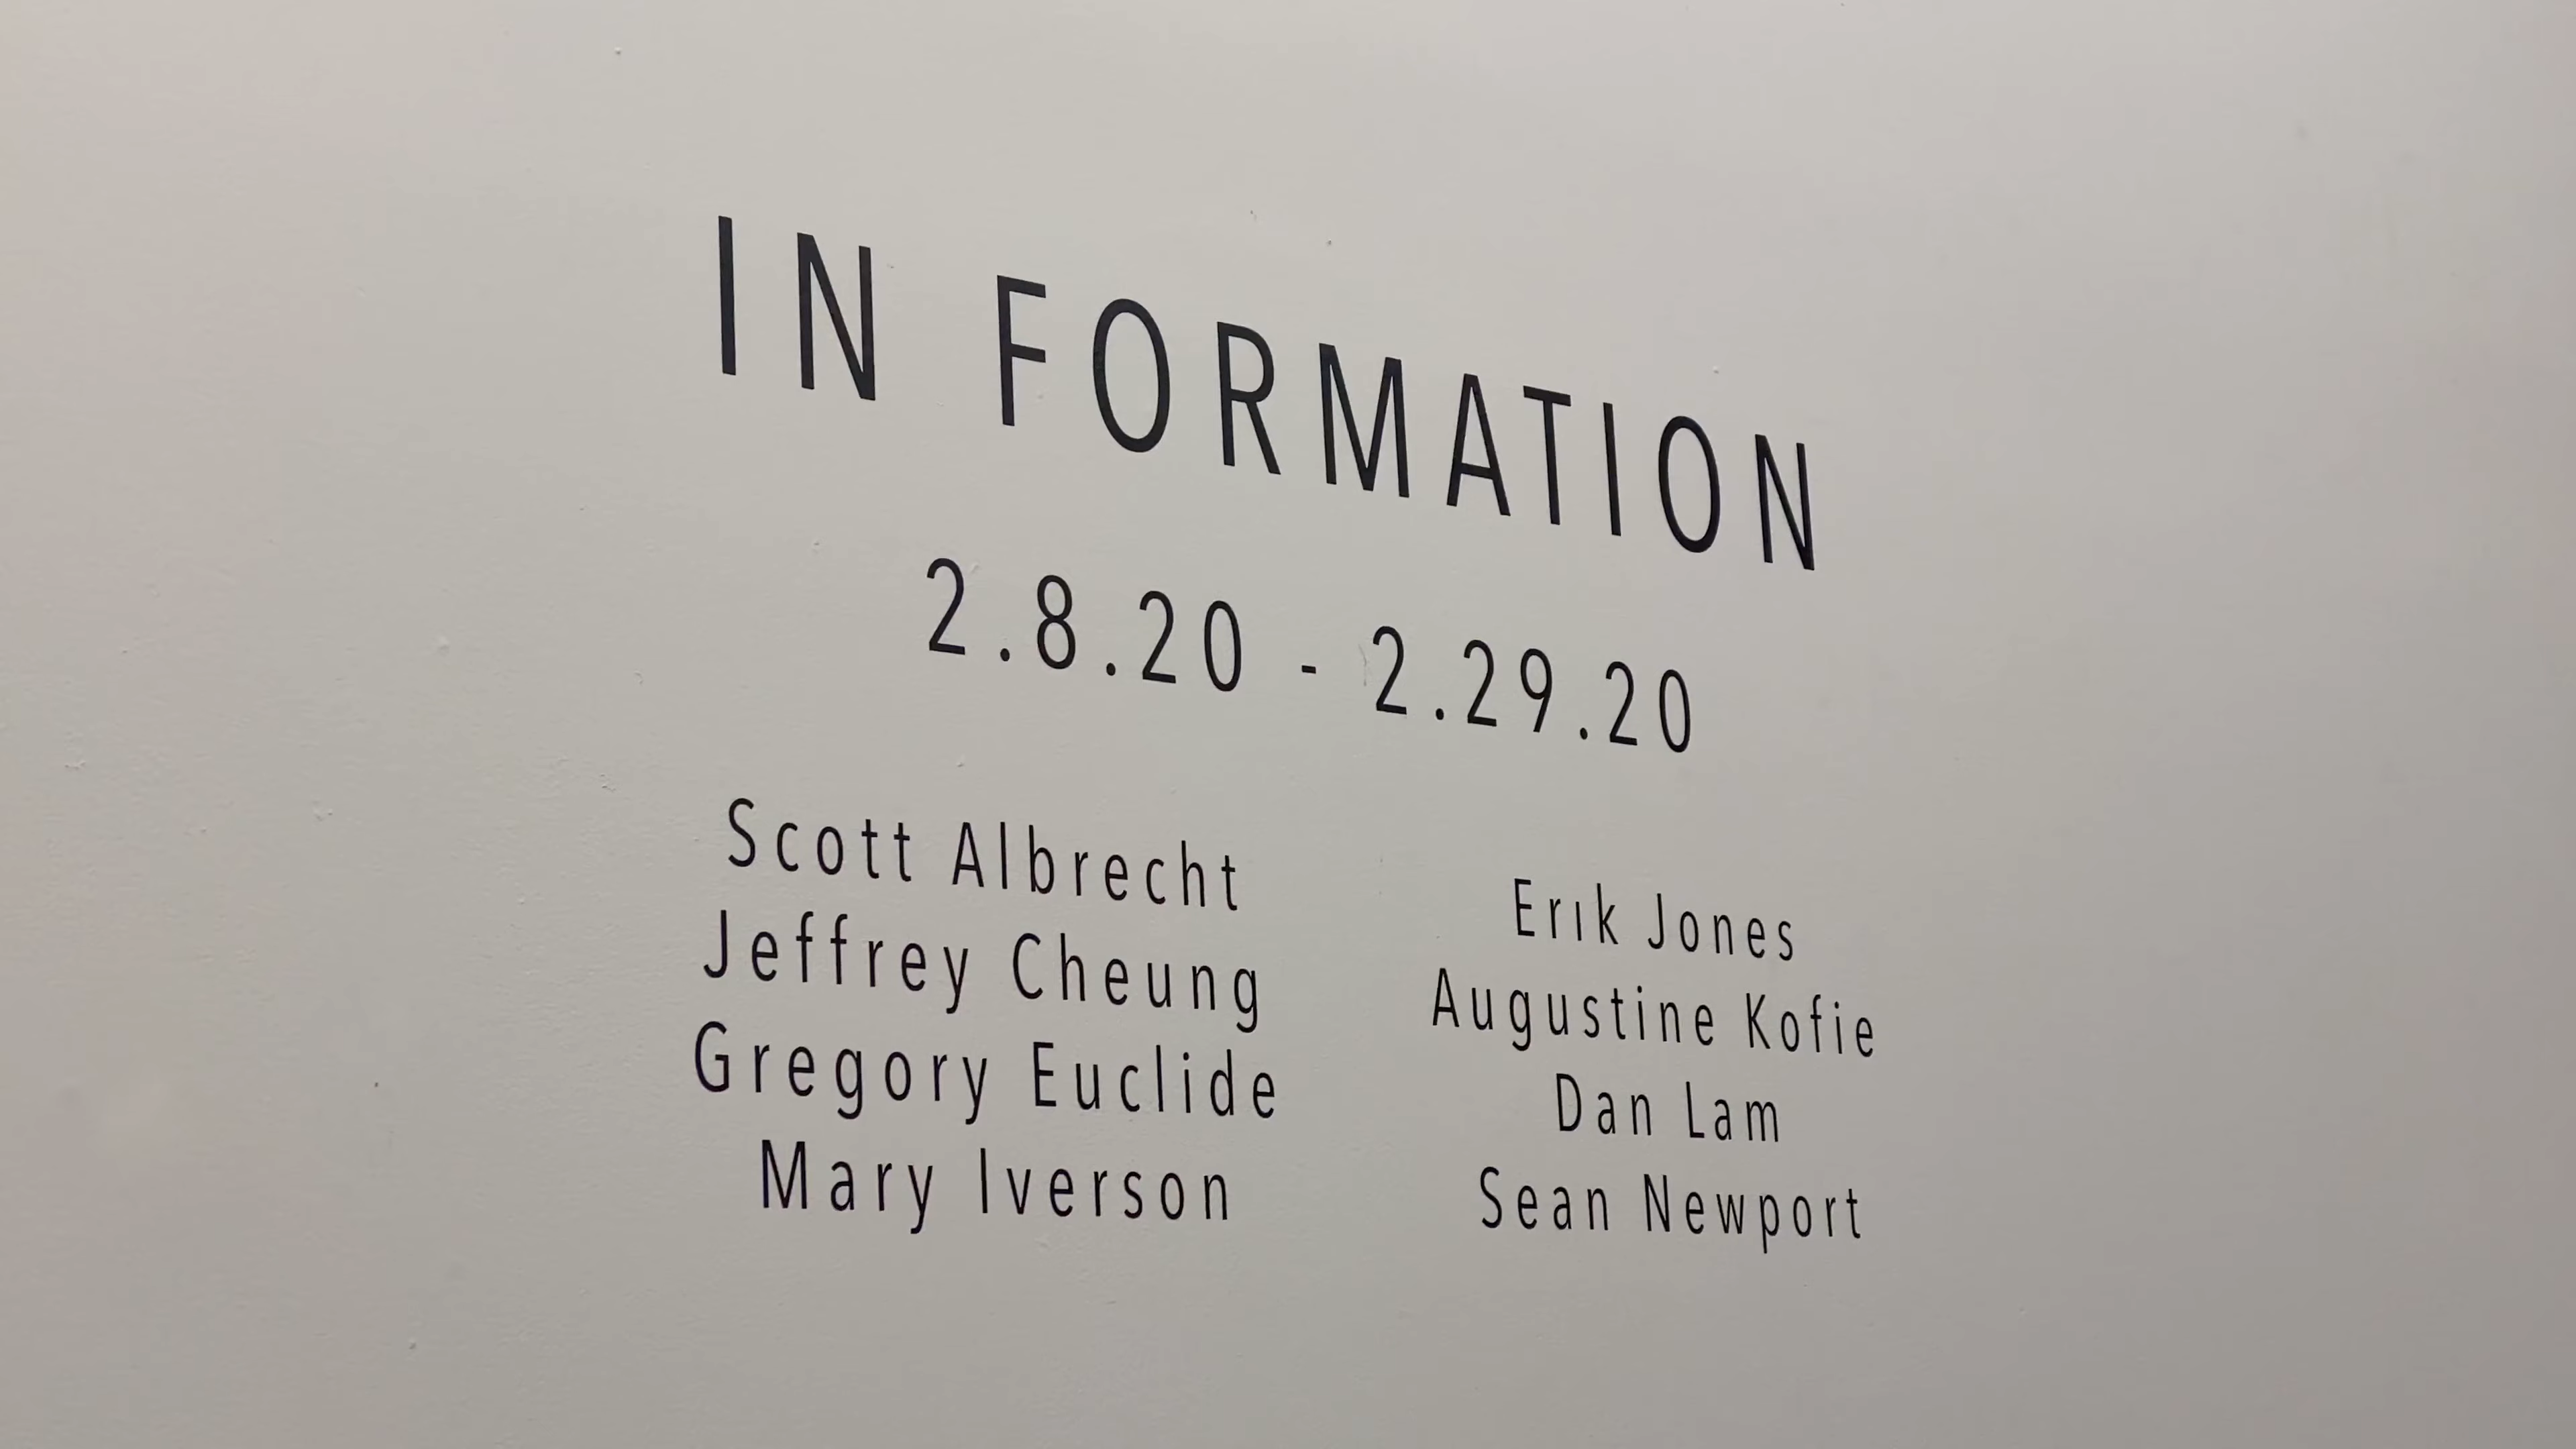 IN FORMATION
2.8.20 - 2.29.20
Scott Albrecht
Jeffrey Cheung
Gregory Euclide
Mary Iverson
Erik Jones
Augustine Kofie
Dan Lam
Sean Newport